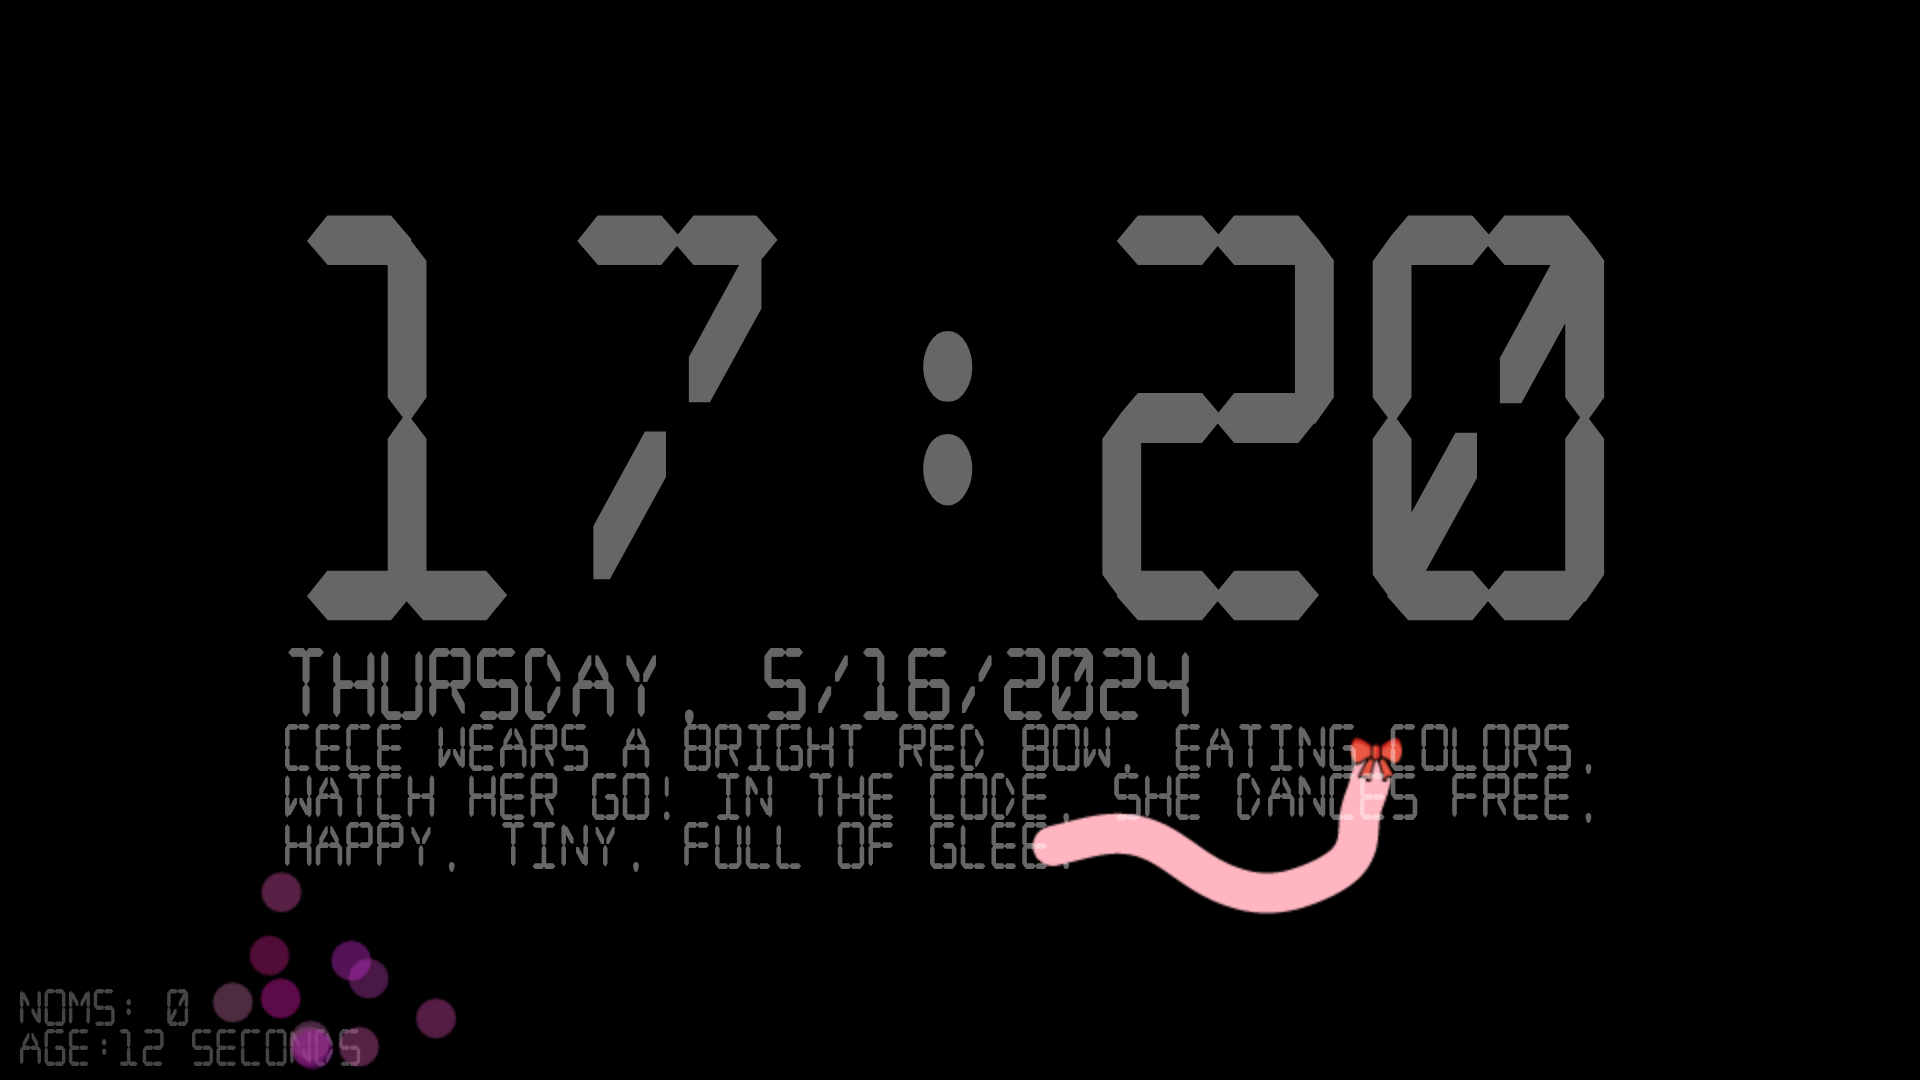 17:20
THURSDAY, 5/16/2024
CECE WEARS A BRIGHT RED BOW, EATING COLORS,
WATCH HER GO! IN THE CODE, SHE DANCES FREE,
HAPPY, TINY, FULL OF GLEE.
NOMS: 0
AGE:12 SECONDS